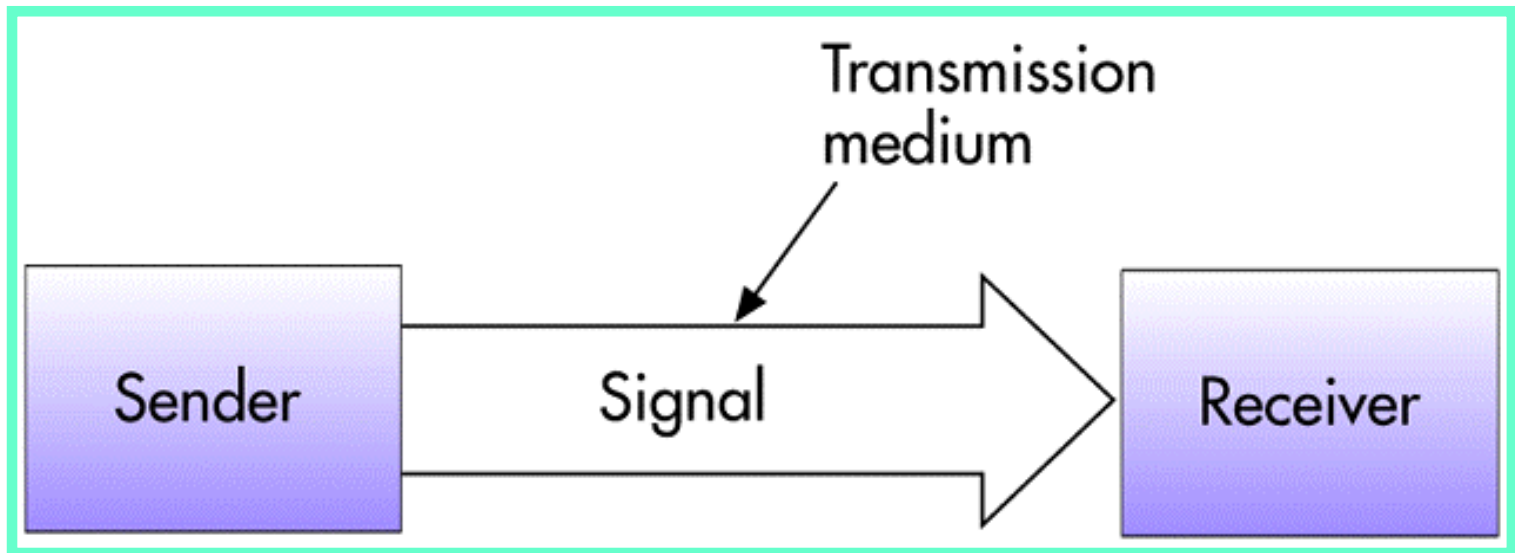 Transmission
medium
Sender
Signal
Receiver